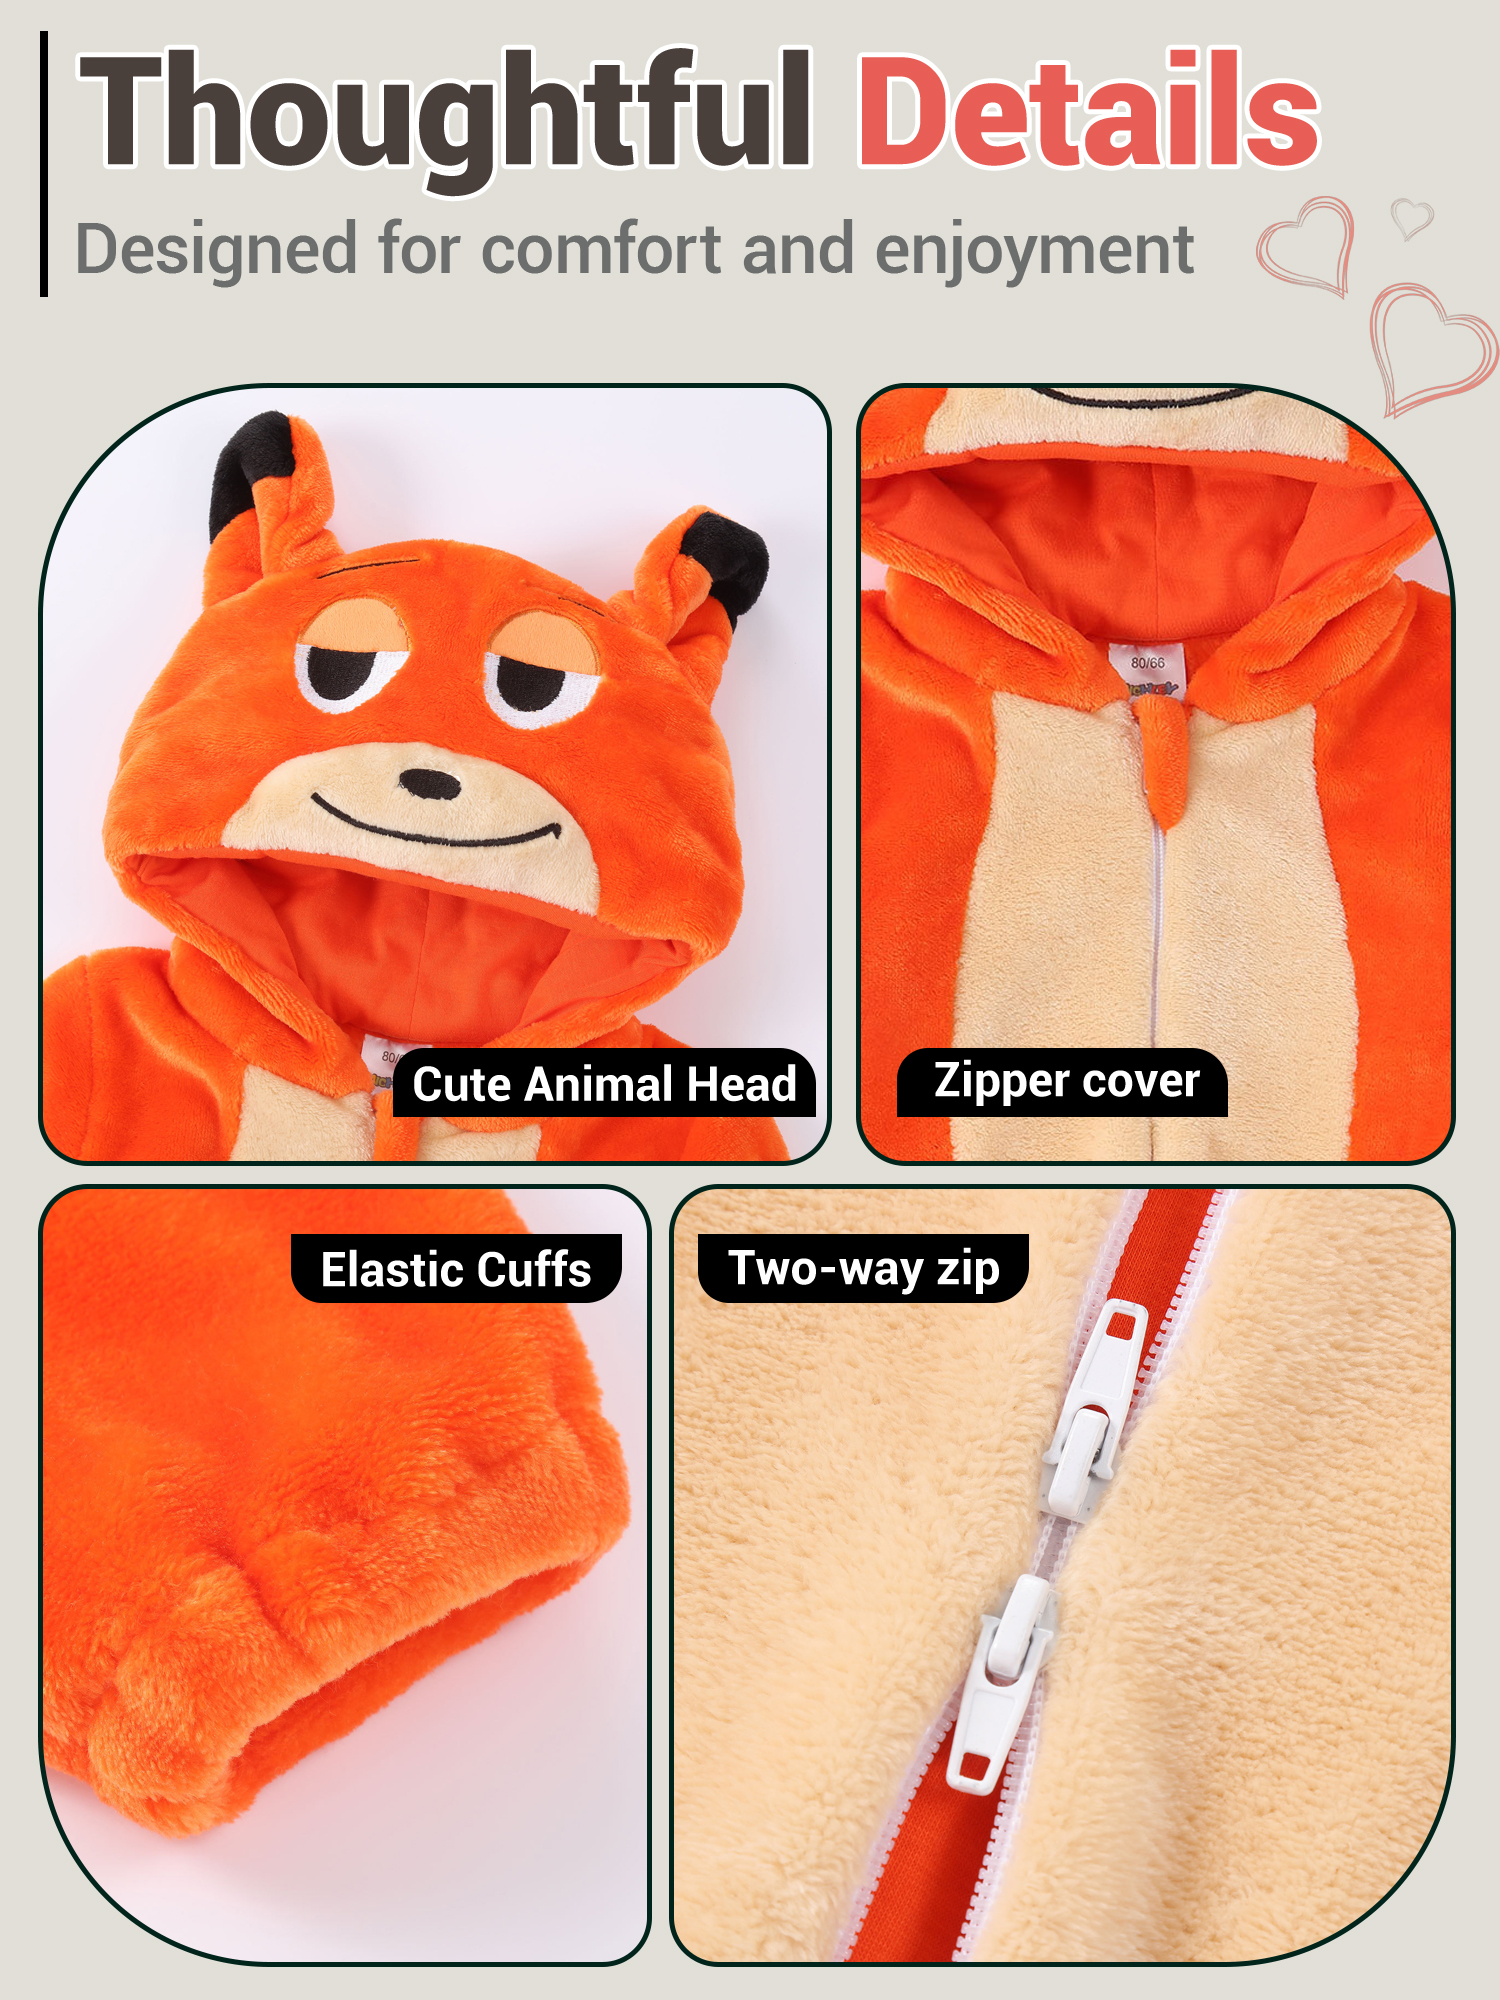 Thoughtful Details
Designed for comfort and enjoyment
80/66
Cute Animal Head
Zipper cover
Elastic Cuffs
Two-way zip